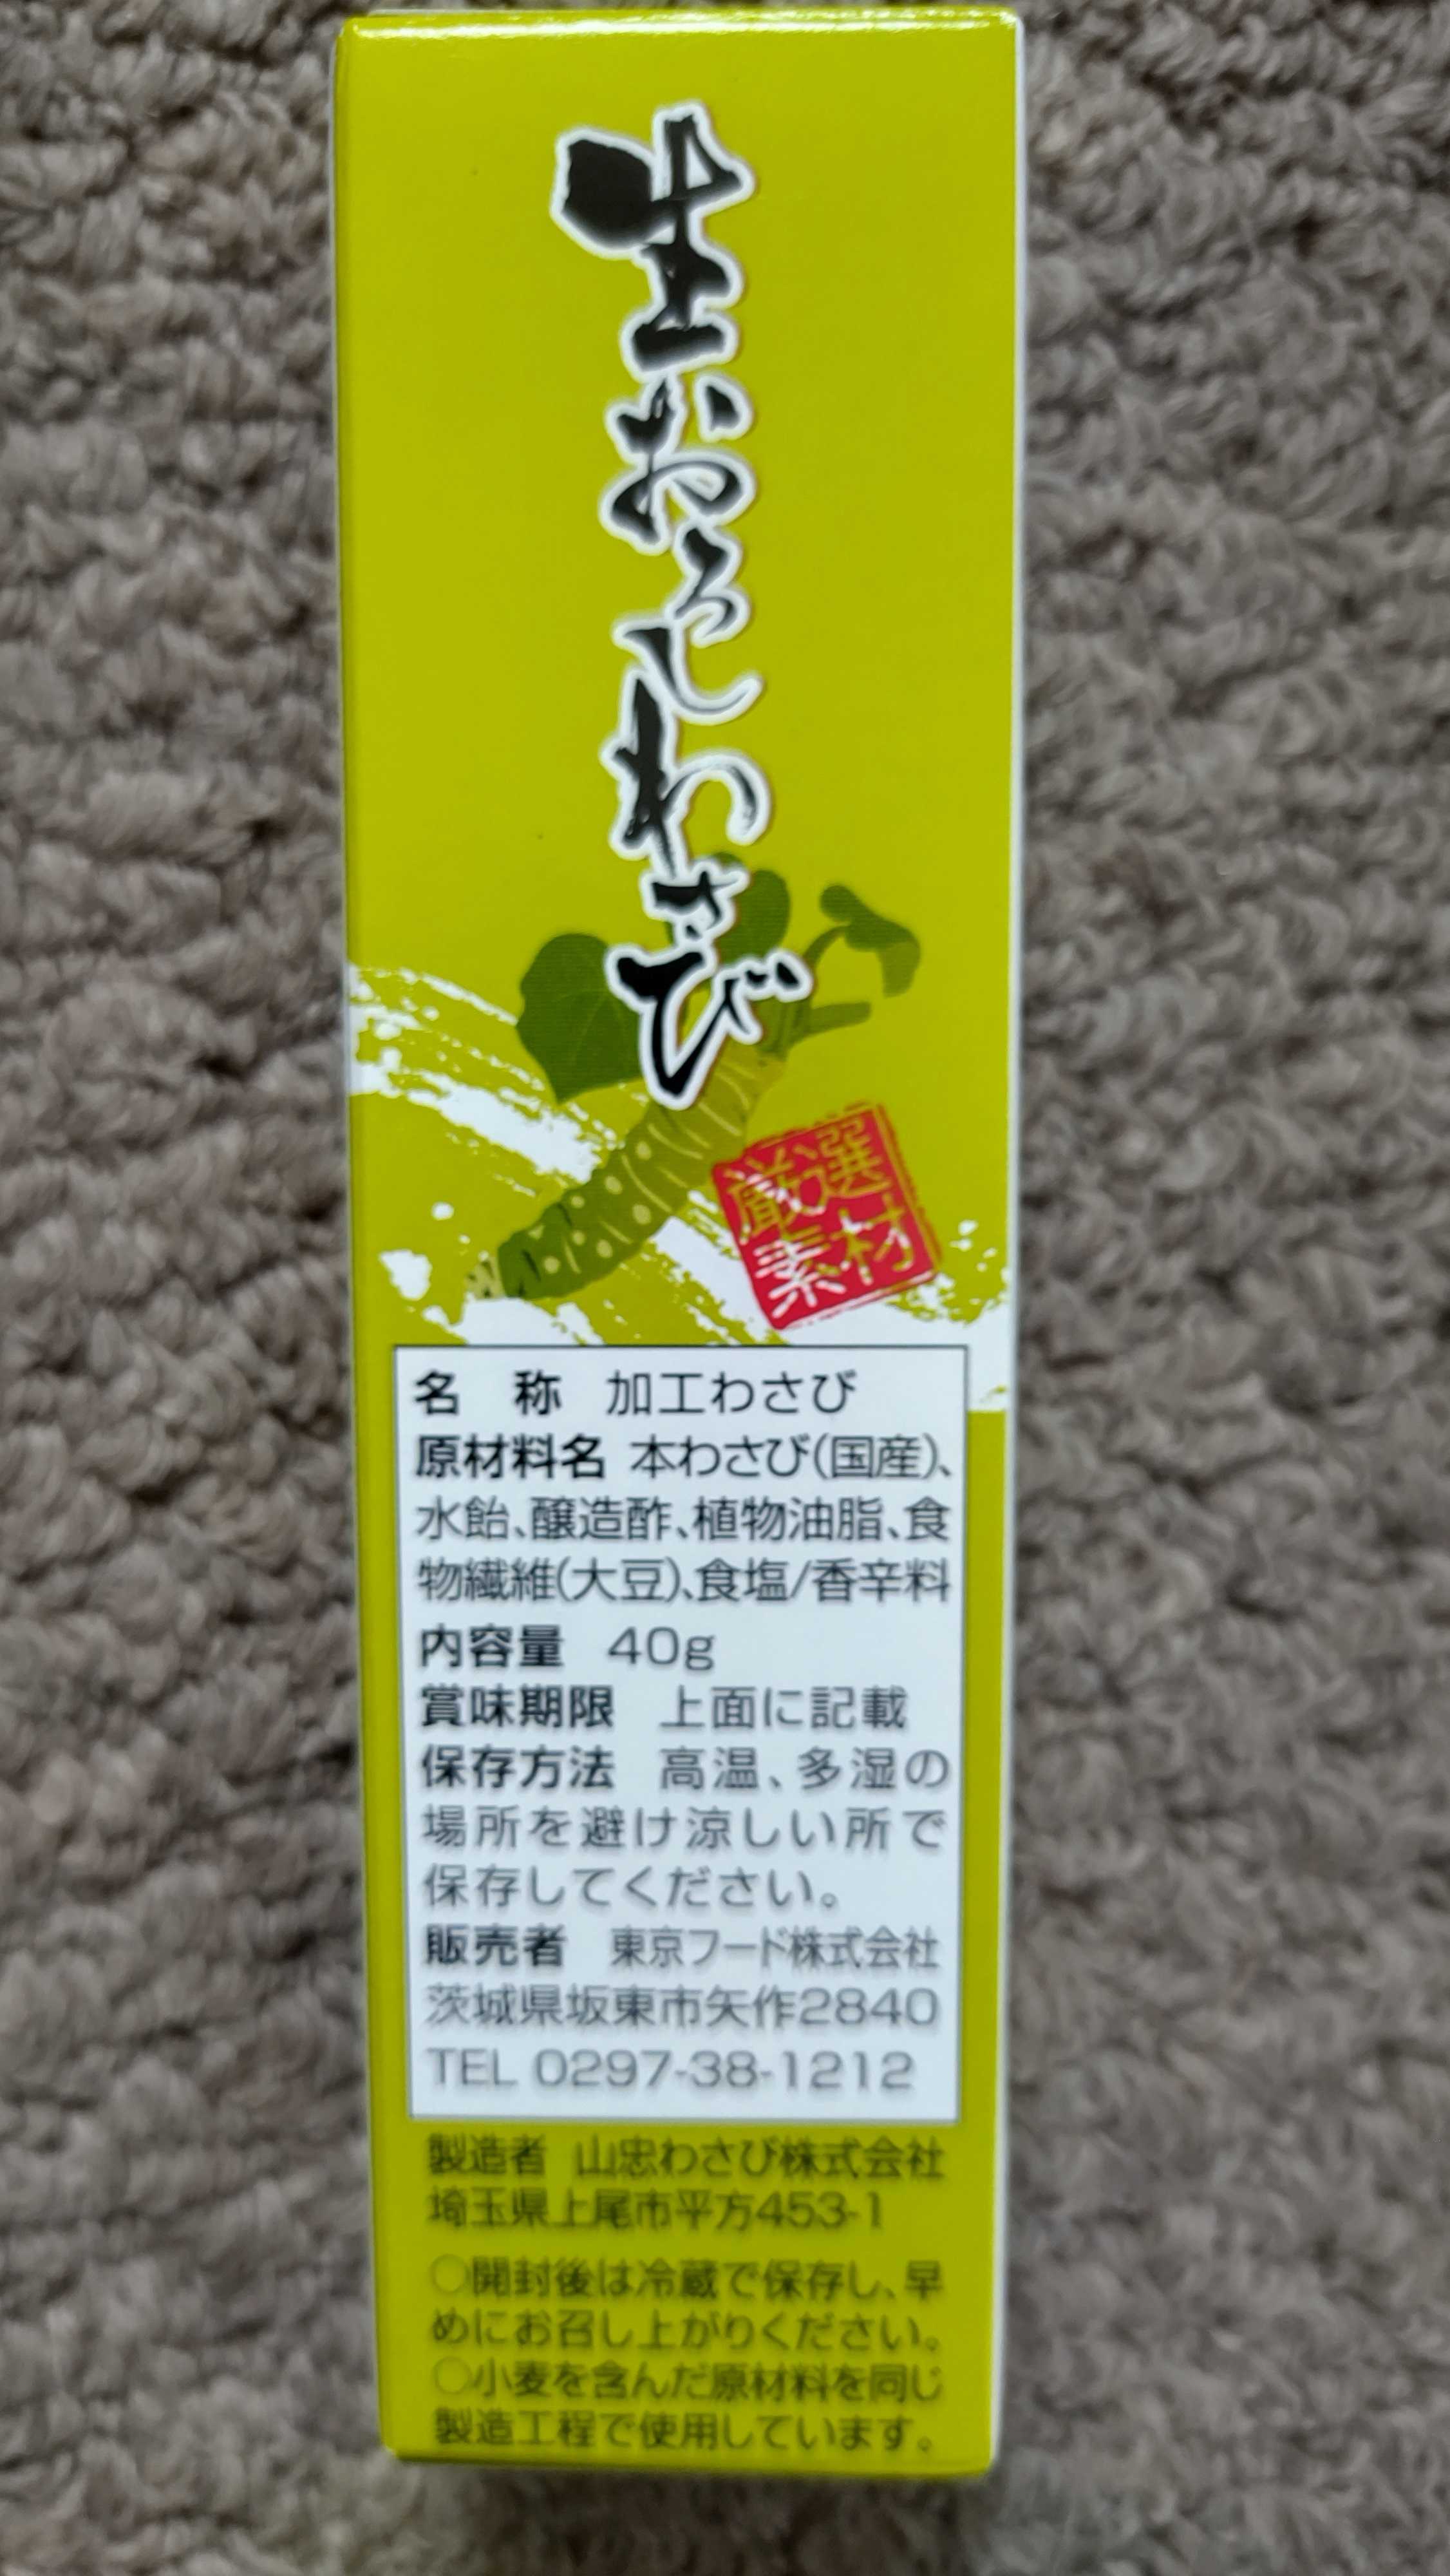 生おろしわさび
厳選
素材
名　称　加工わさび
原材料名 本わさび(国産)、
水飴、醸造酢、植物油脂、食
物繊維(大豆)、食塩/香辛料
内容量　40g
賞味期限　上面に記載
保存方法　高温、多湿の
場所を避け涼しい所で
保存してください。
販売者　東京フード株式会社
茨城県坂東市矢作2840
TEL 0297-38-1212
製造者　山忠わさび株式会社
埼玉県上尾市平方453-1
○開封後は冷蔵で保存し、早
めにお召し上がりください。
○小麦を含んだ原材料を同じ
製造工程で使用しています。